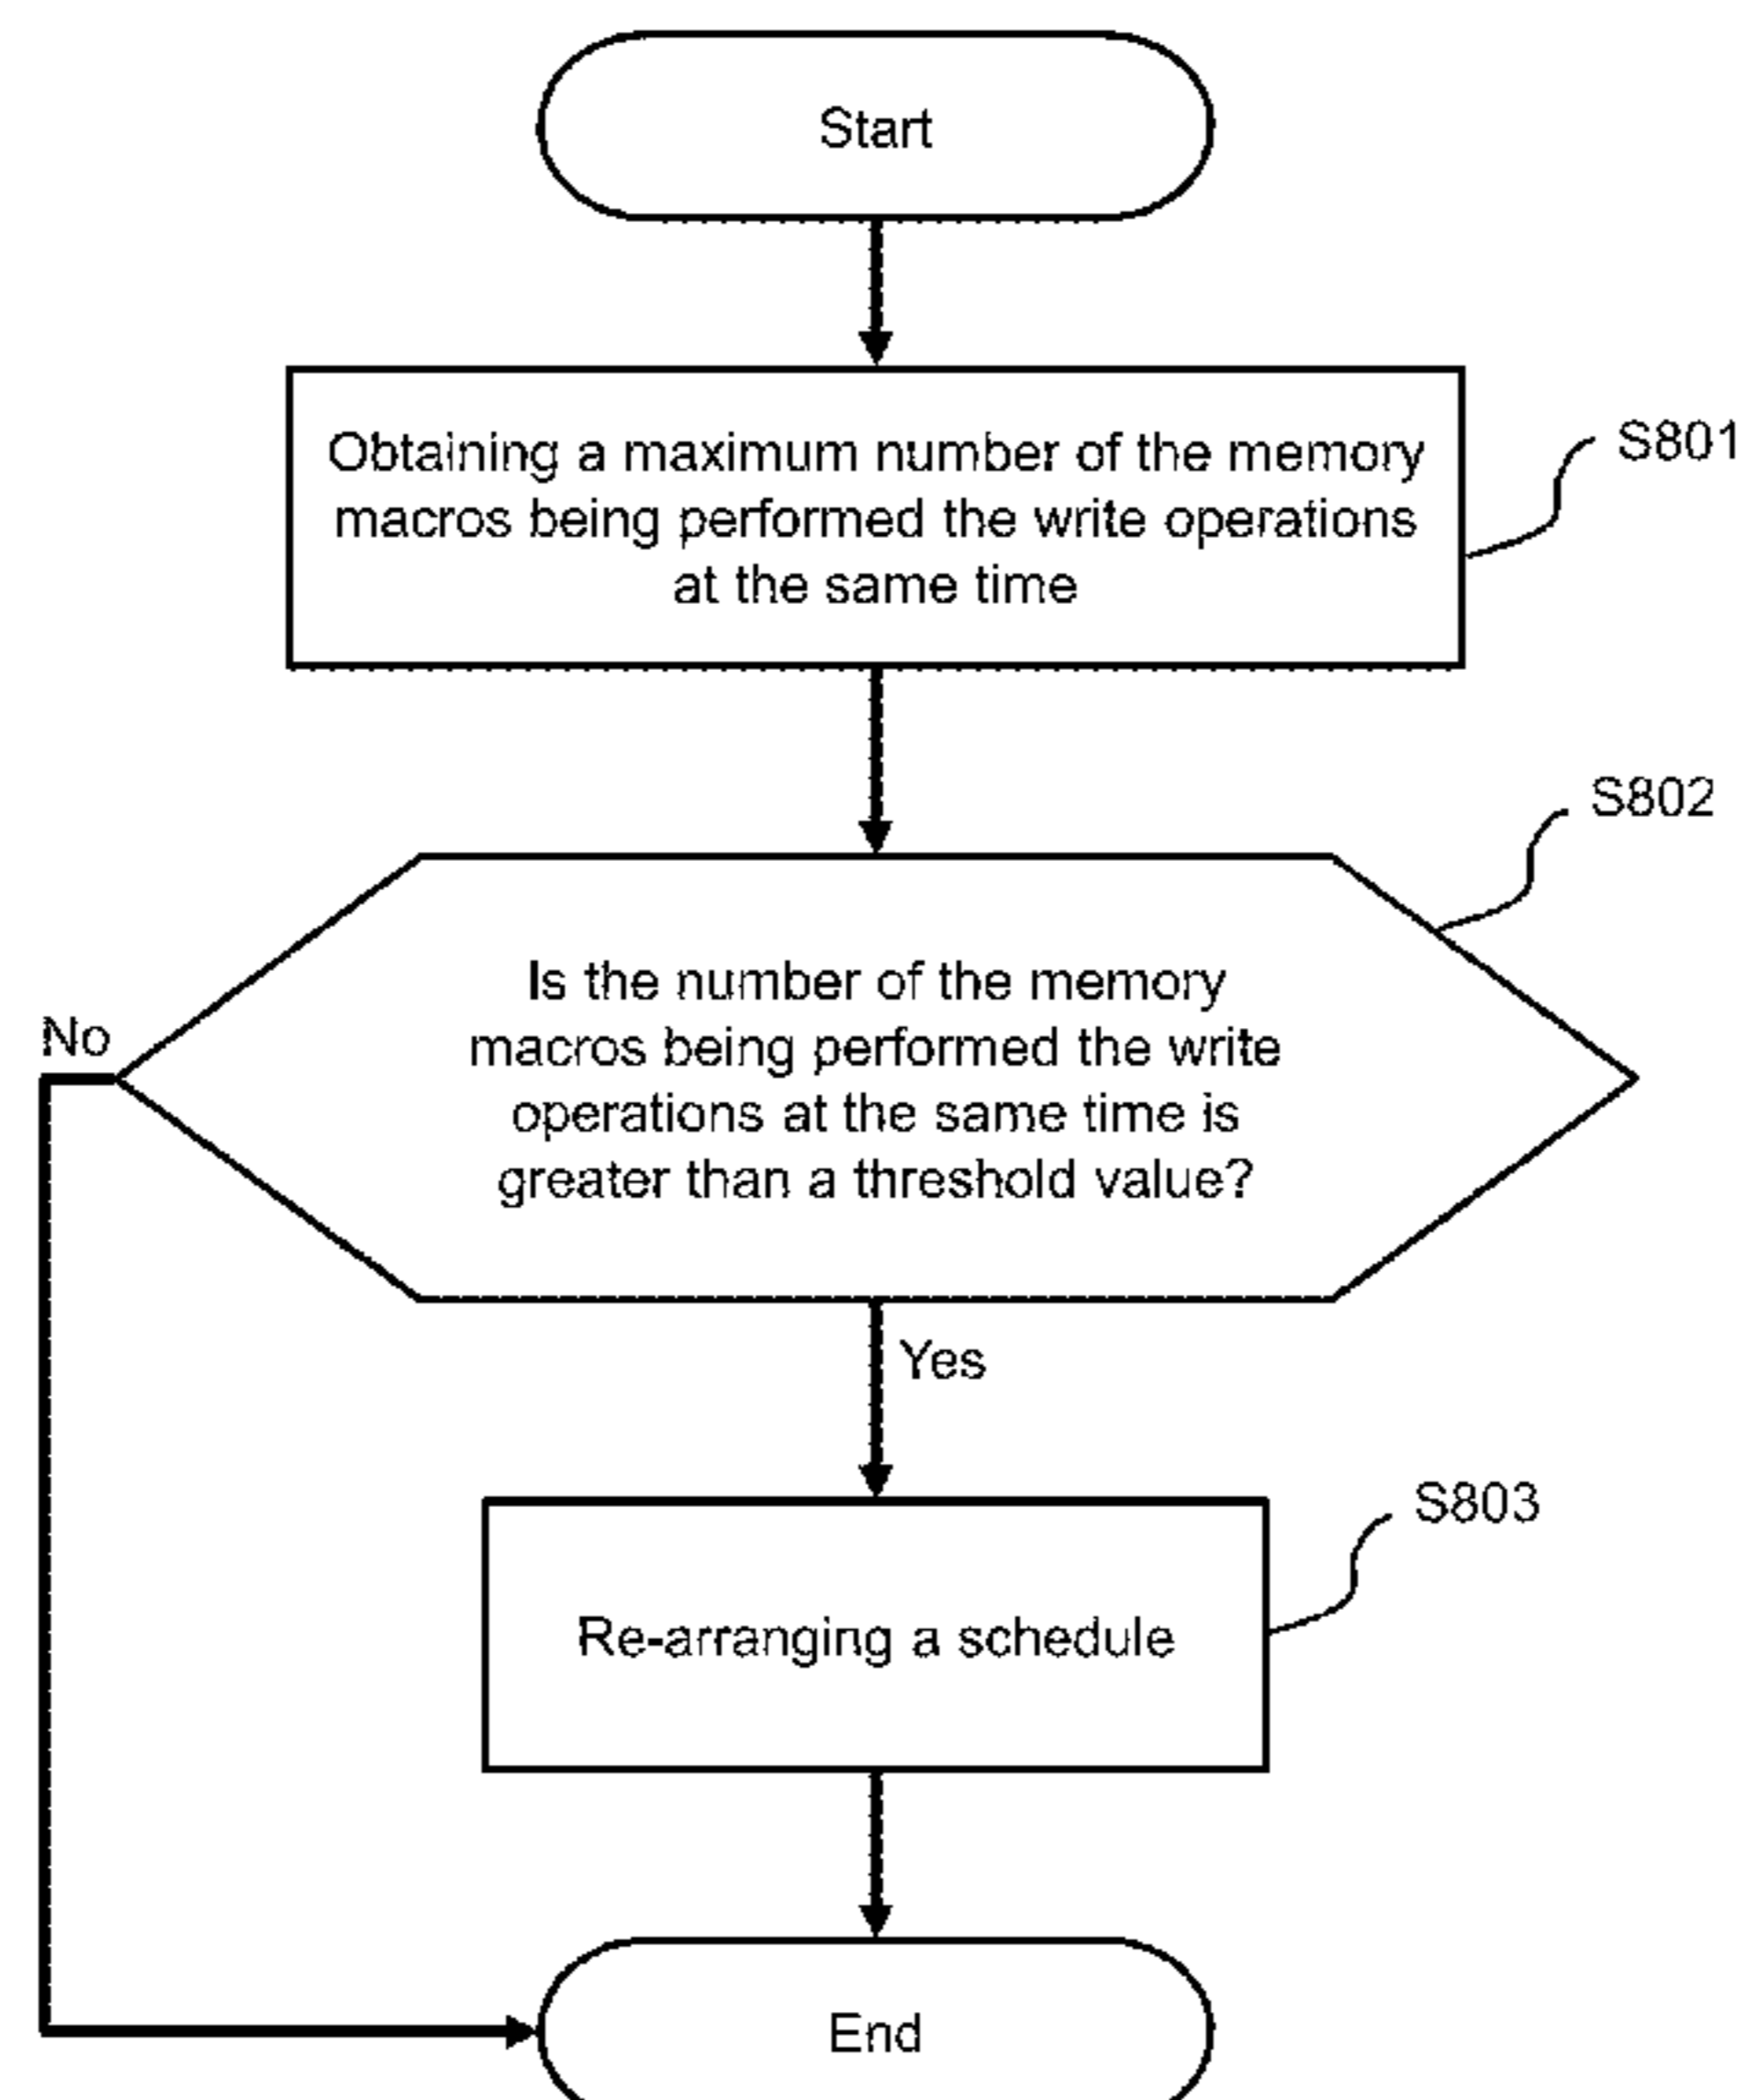 Start
Obtaining a maximum number of the memory
macros being performed the write operations
at the same time
S801
S802
Is the number of the memory
macros being performed the write
operations at the same time is
greater than a threshold value?
No
Yes
S803
Re-arranging a schedule
End